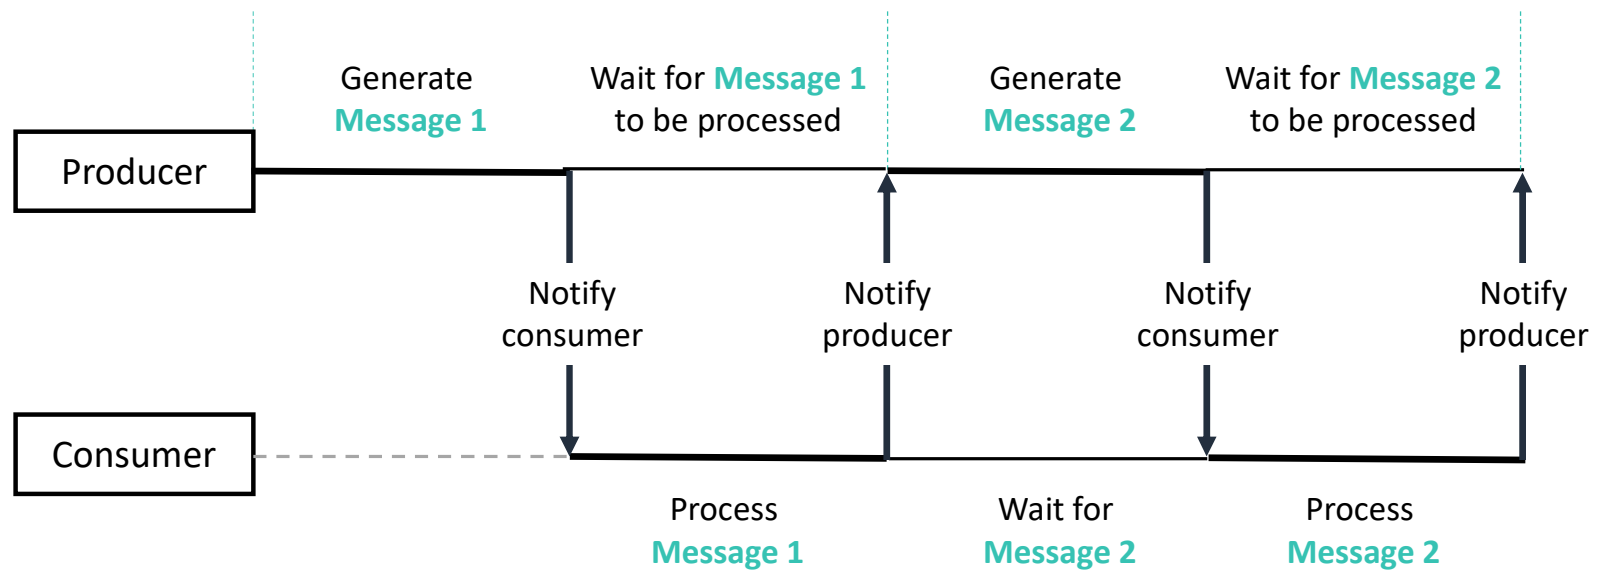 Generate
Message 1
Wait for Message 1
to be processed
Generate
Message 2
Wait for Message 2
to be processed
Producer
Notify
consumer
Notify
producer
Notify
consumer
Notify
producer
Consumer
Process
Message 1
Wait for
Message 2
Process
Message 2